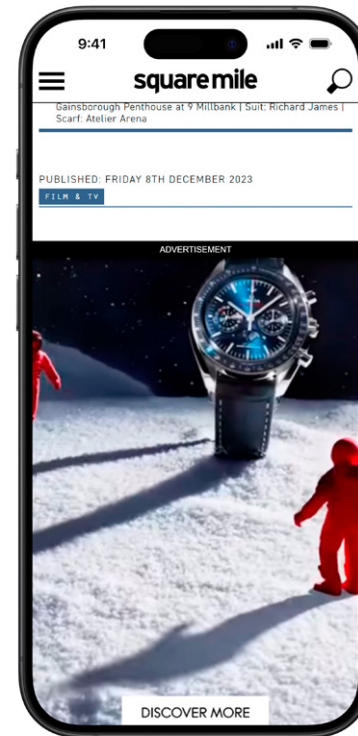 9:41
square mile
Gainsborough Penthouse at 9 Millbank | Suit: Richard James |
Scarf: Atelier Arena
PUBLISHED: FRIDAY 8TH DECEMBER 2023
FILM & TV
ADVERTISEMENT
DISCOVER MORE